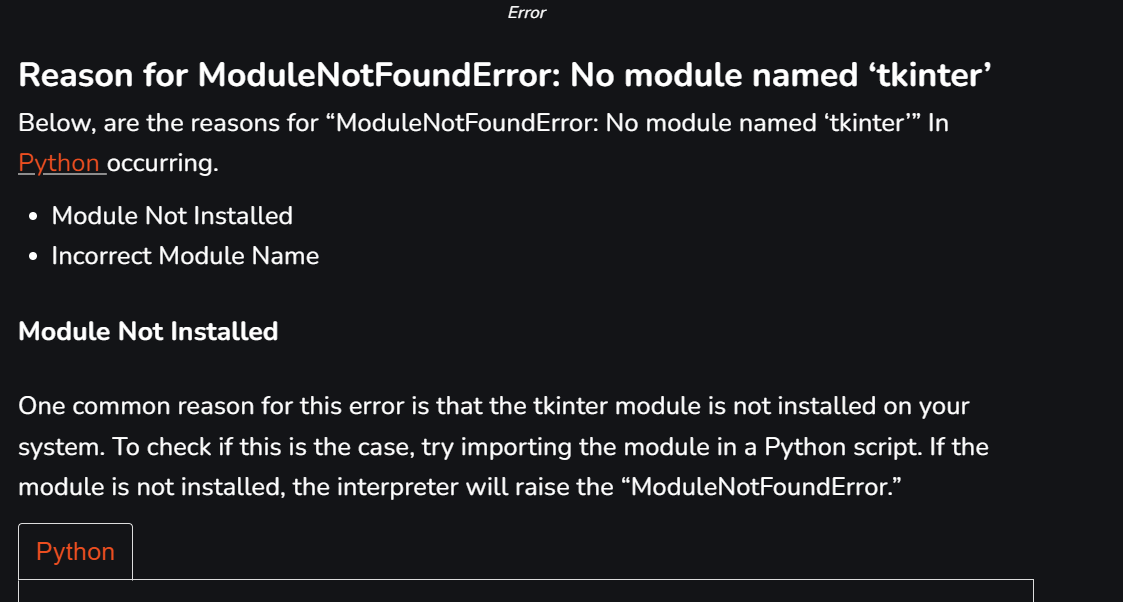 Error
Reason for ModuleNotFoundError: No module named ‘tkinter’
Below, are the reasons for “ModuleNotFoundError: No module named ‘tkinter’” In
Python occurring.
• Module Not Installed
• Incorrect Module Name
Module Not Installed
One common reason for this error is that the tkinter module is not installed on your
system. To check if this is the case, try importing the module in a Python script. If the
module is not installed, the interpreter will raise the “ModuleNotFoundError.”
Python